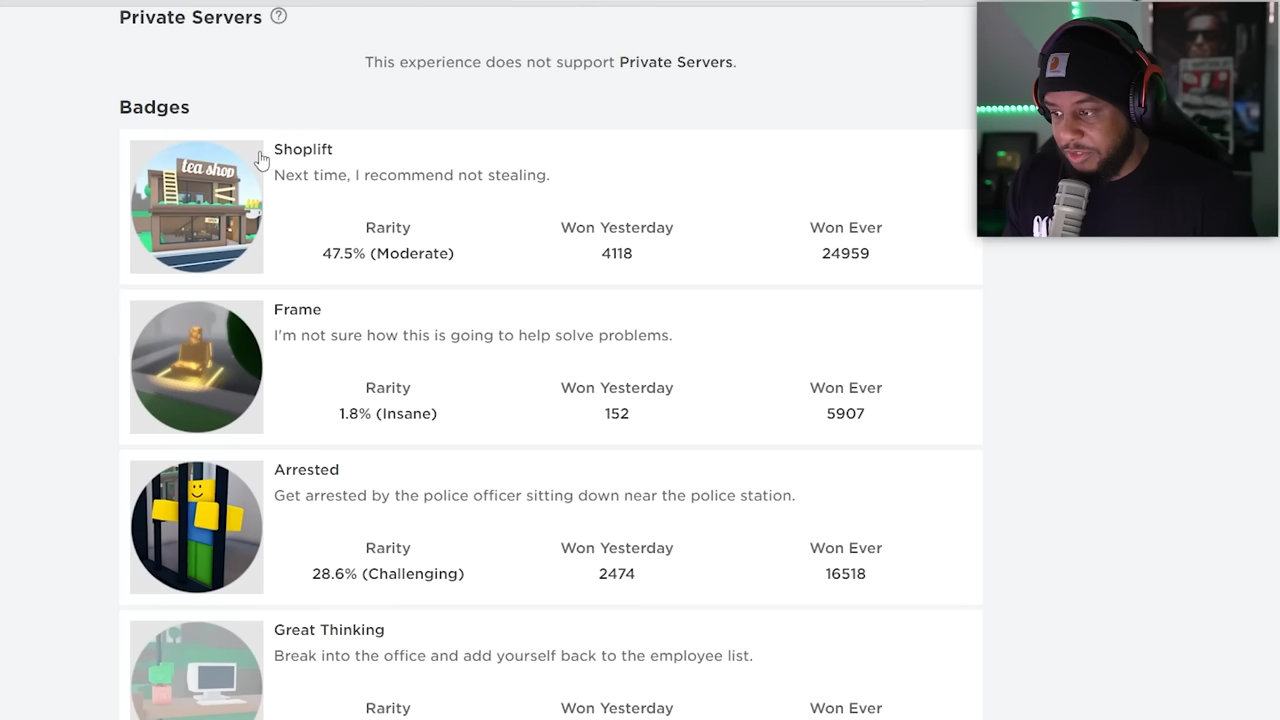 Private Servers ?
This experience does not support Private Servers.
Badges
tea shop
Shoplift
Next time, I recommend not stealing.
Rarity Won Yesterday Won Ever
47.5% (Moderate) 4118 24959
Frame
I'm not sure how this is going to help solve problems.
Rarity Won Yesterday Won Ever
1.8% (Insane) 152 5907
Arrested
Get arrested by the police officer sitting down near the police station.
Rarity Won Yesterday Won Ever
28.6% (Challenging) 2474 16518
Great Thinking
Break into the office and add yourself back to the employee list.
Rarity Won Yesterday Won Ever